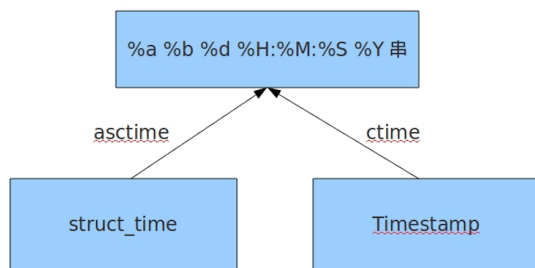 %a %b %d %H:%M:%S %Y 串
asctime
ctime
struct_time
Timestamp